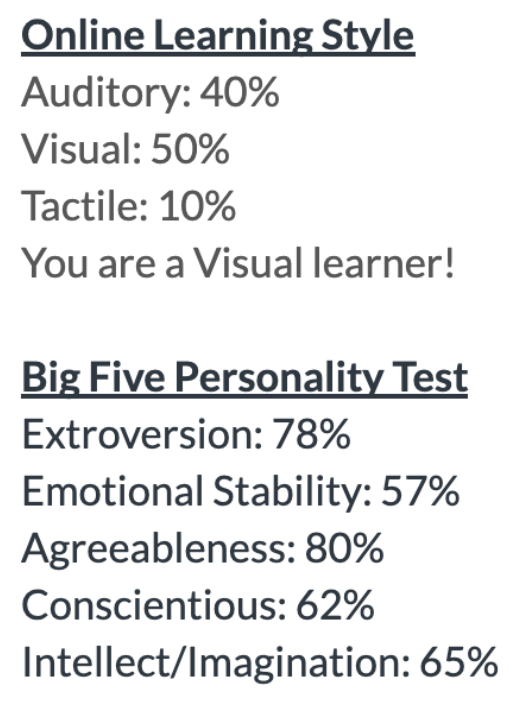 Online Learning Style
Auditory: 40%
Visual: 50%
Tactile: 10%
You are a Visual learner!
Big Five Personality Test
Extroversion: 78%
Emotional Stability: 57%
Agreeableness: 80%
Conscientious: 62%
Intellect/Imagination: 65%